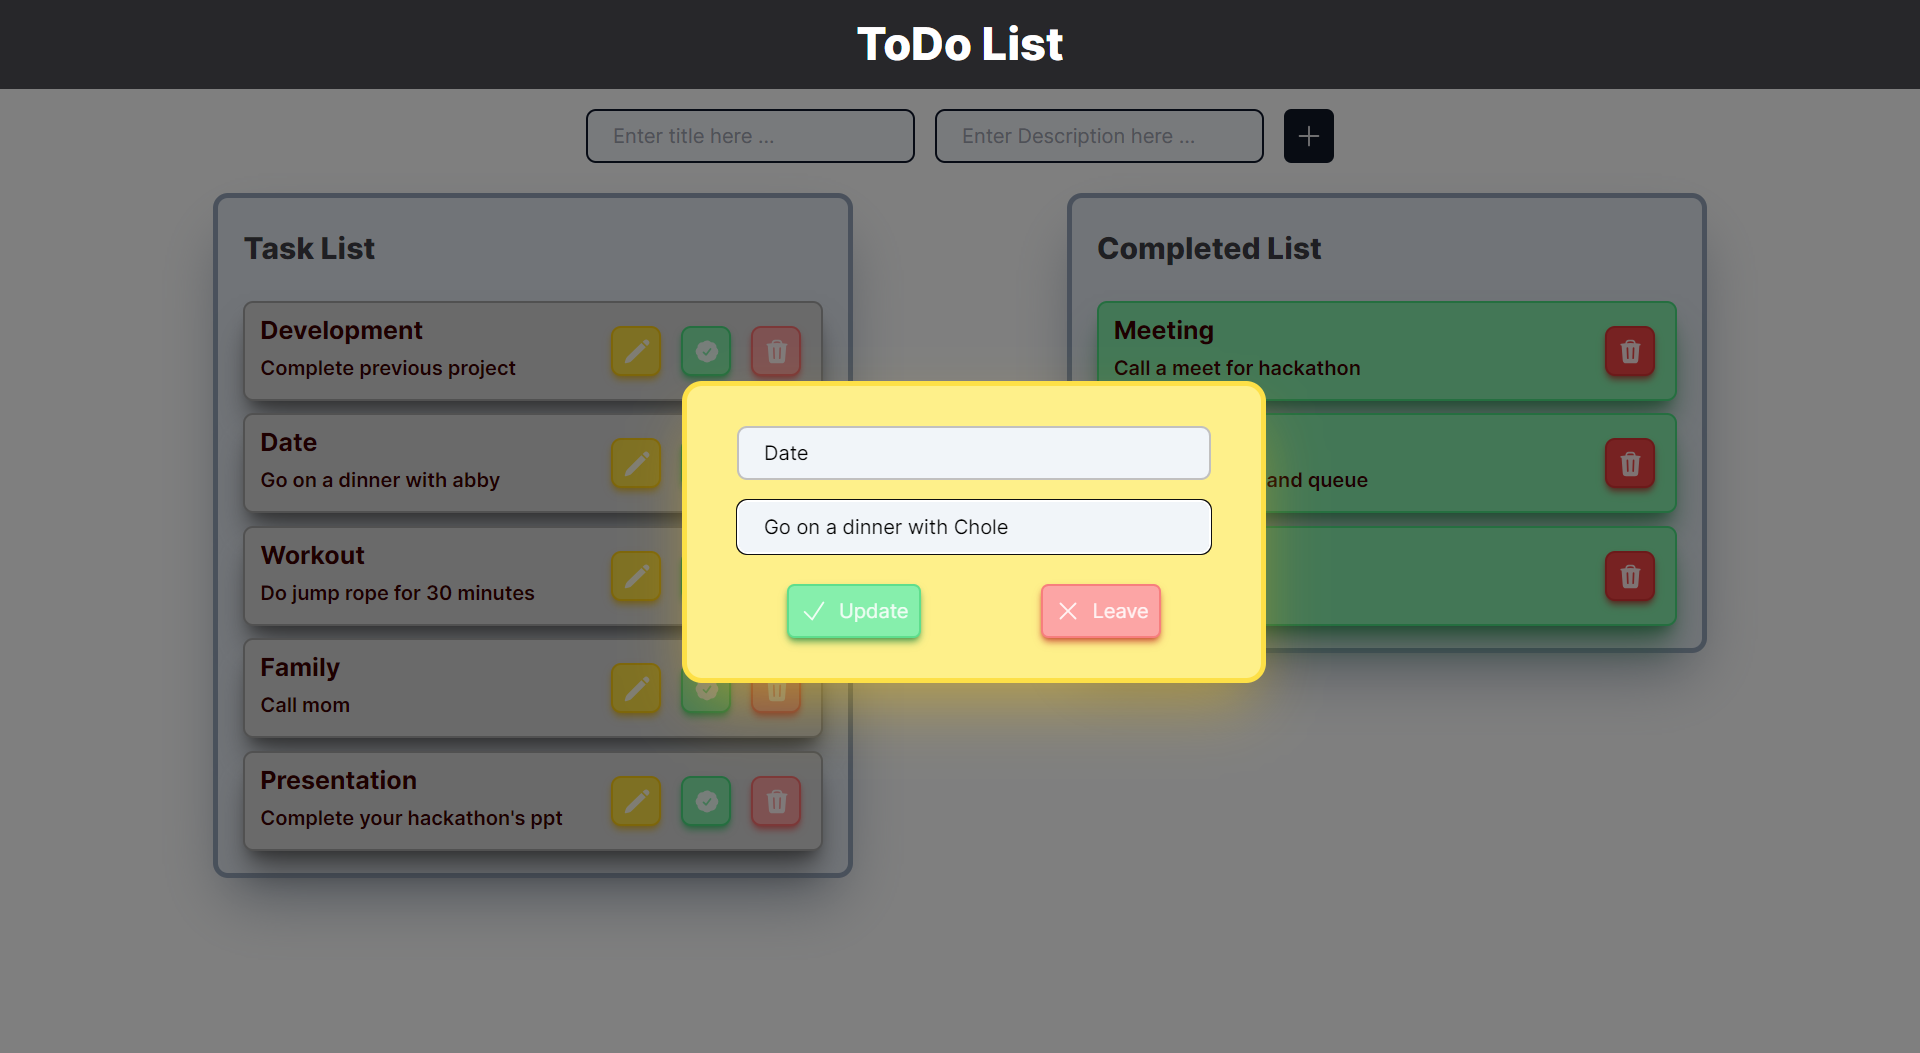 ToDo List
Enter title here ...
Enter Description here ...
Task List
Development
Complete previous project
Date
Go on a dinner with abby
Workout
Do jump rope for 30 minutes
Family
Call mom
Presentation
Complete your hackathon's ppt
Completed List
Meeting
Call a meet for hackathon
and queue
Date
Go on a dinner with Chole
Update
Leave